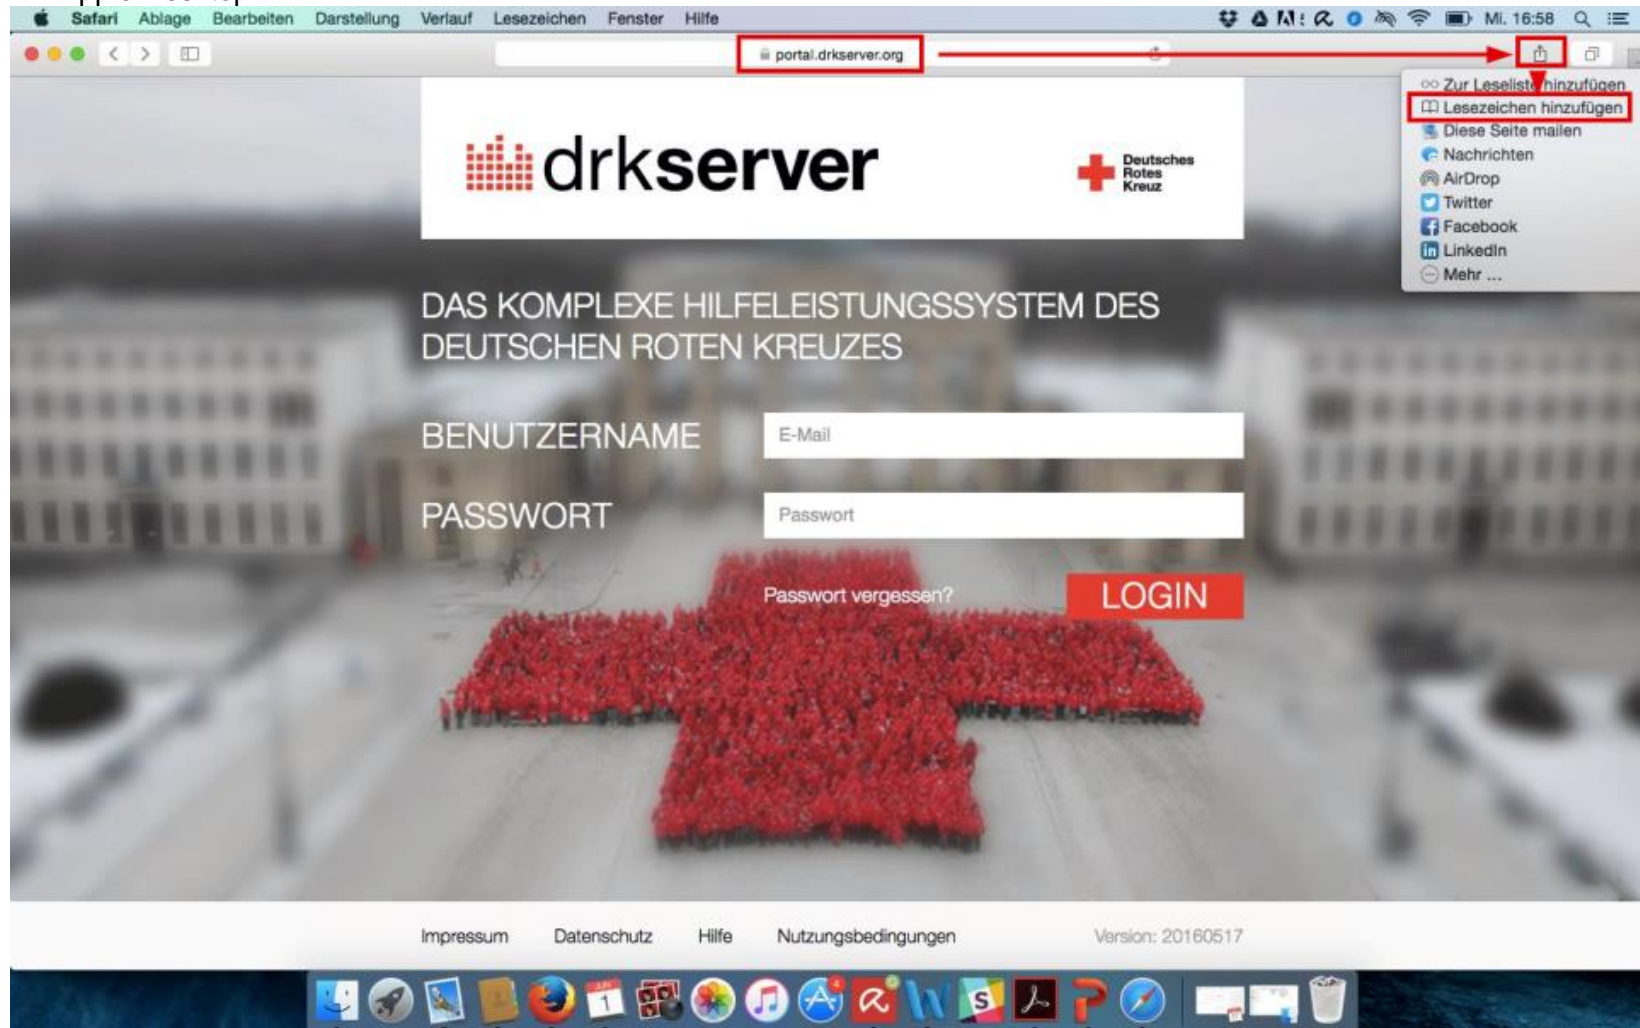 Safari Ablage Bearbeiten Darstellung Verlauf Lesezeichen Fenster Hilfe Mi. 16:58
portal.drkserver.org
Zur Leseliste hinzufügen
Lesezeichen hinzufügen
Diese Seite mailen
Nachrichten
AirDrop
Twitter
Facebook
LinkedIn
Mehr ...
drkserver
Deutsches
Rotes
Kreuz
DAS KOMPLEXE HILFELEISTUNGSSYSTEM DES
DEUTSCHEN ROTEN KREUZES
BENUTZERNAME E-Mail
PASSWORT Passwort
Passwort vergessen? LOGIN
Impressum Datenschutz Hilfe Nutzungsbedingungen Version: 20160517